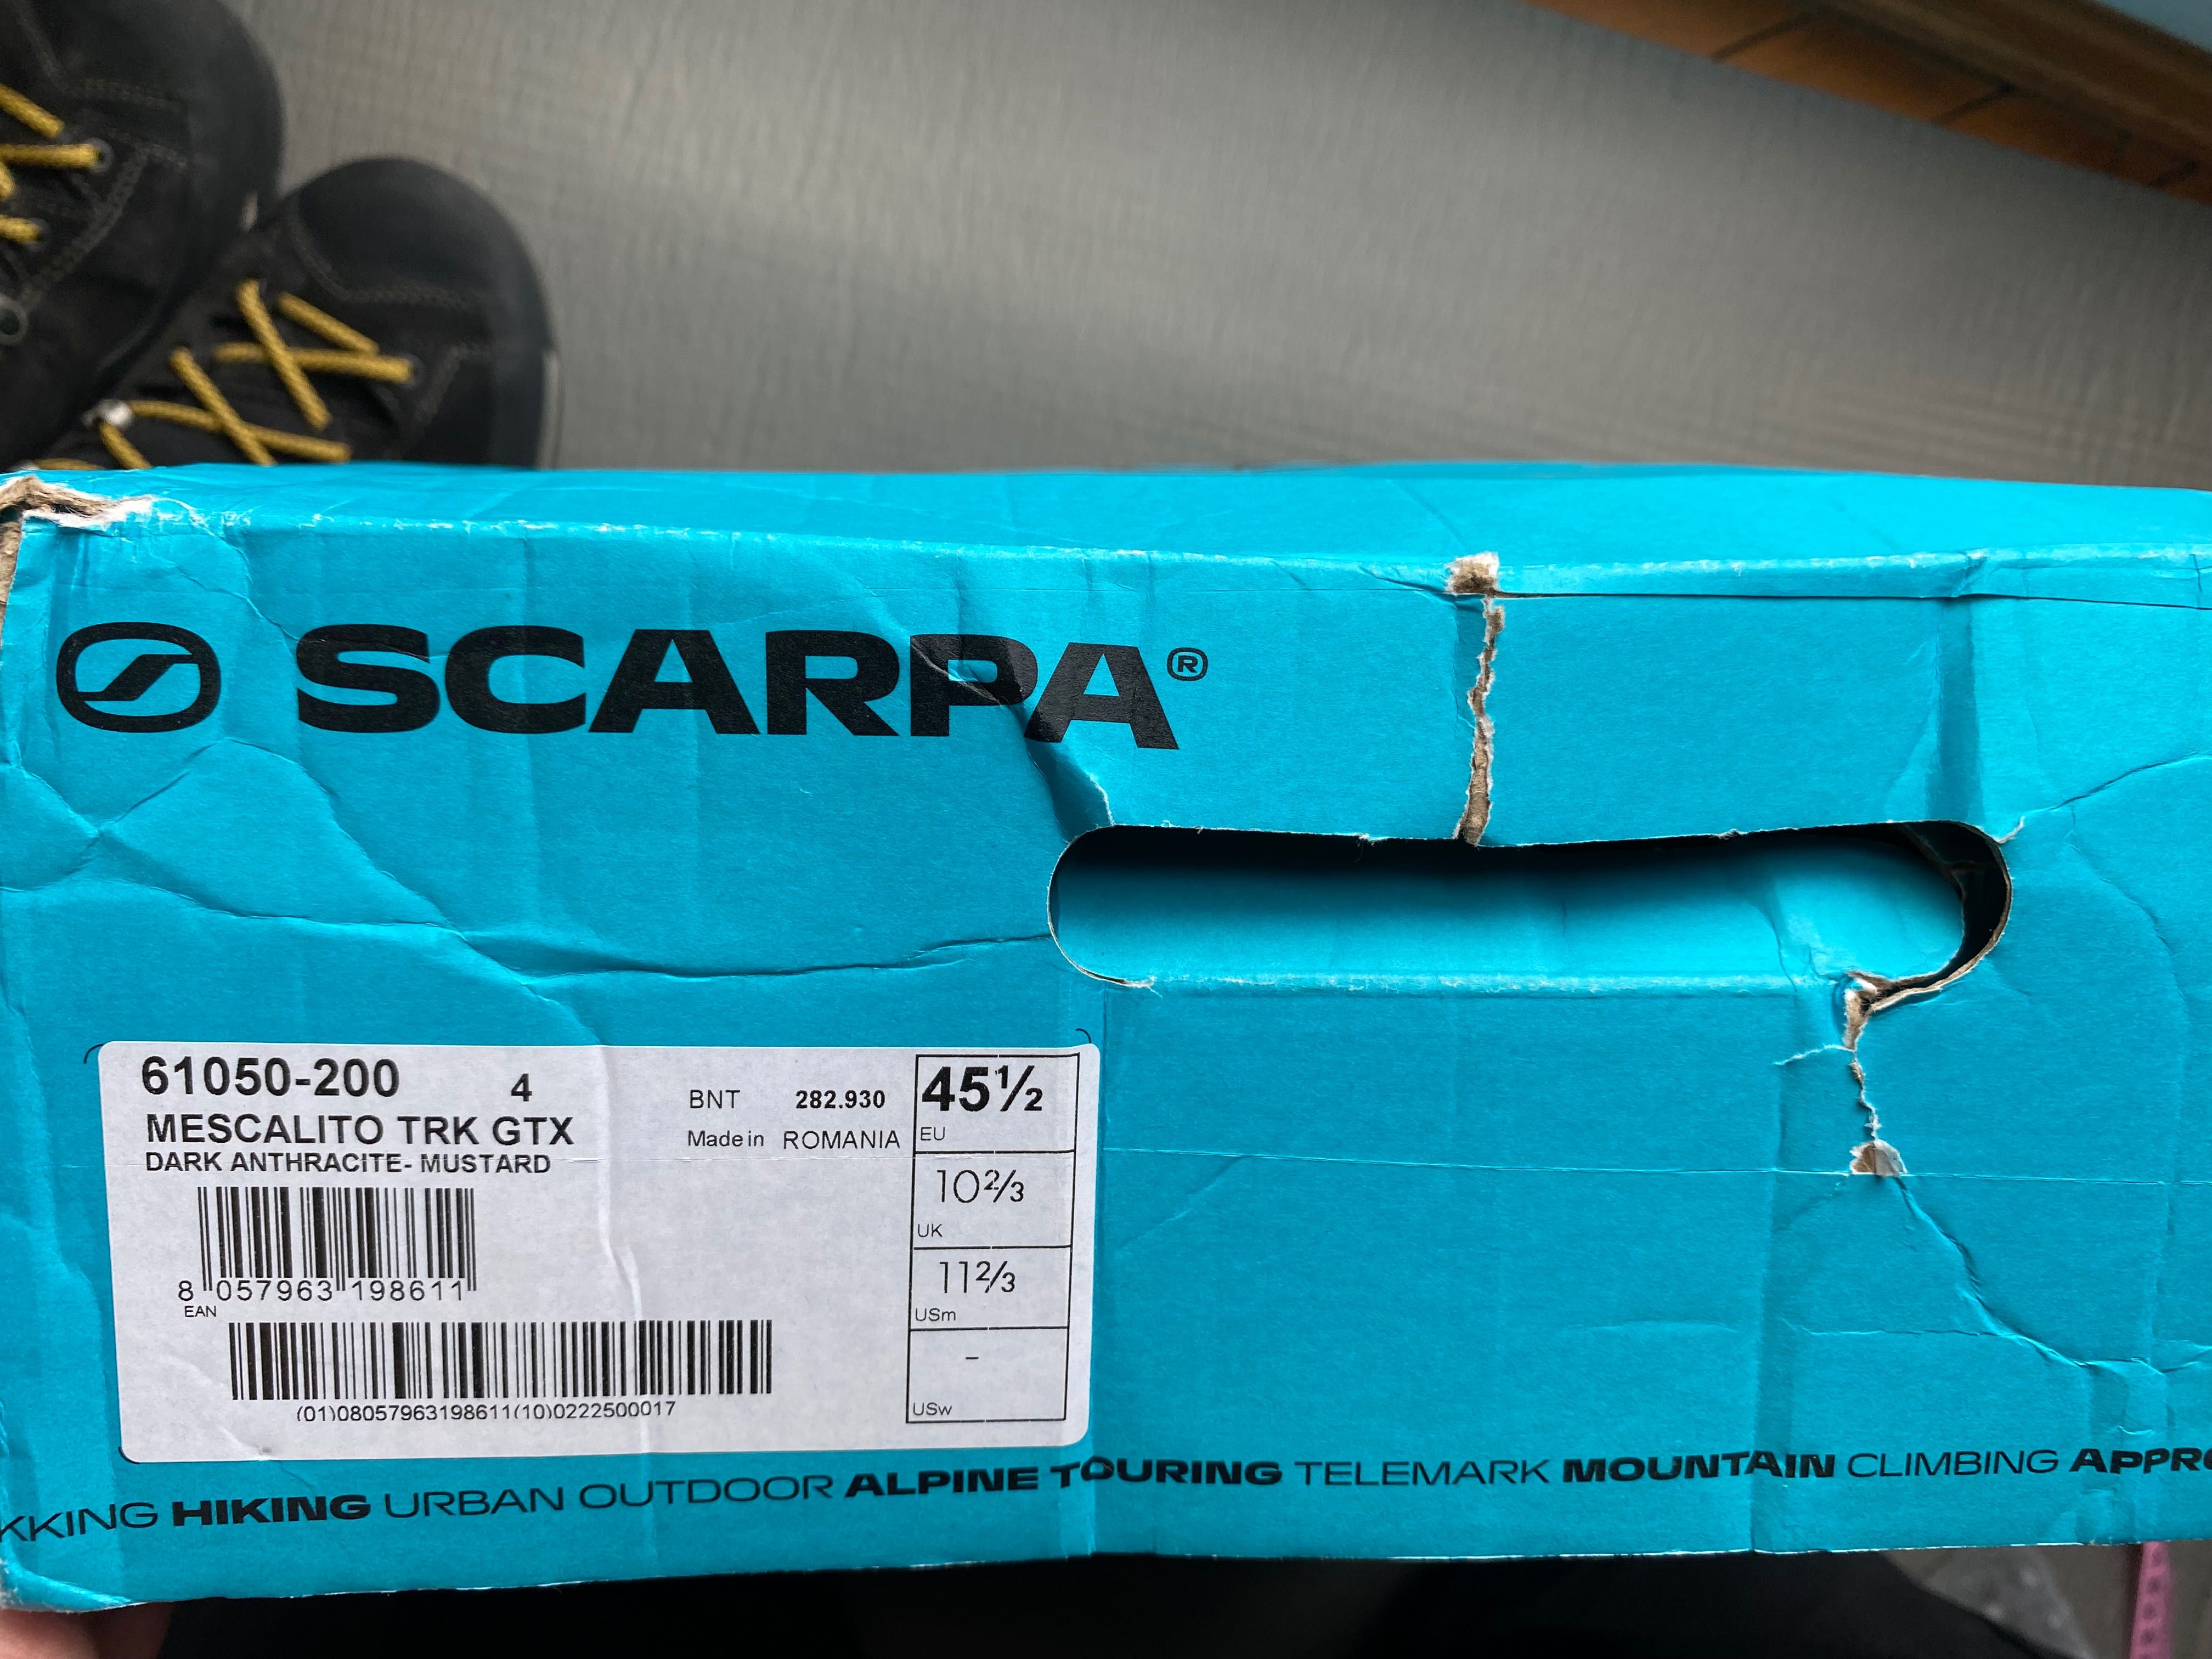 SCARPA®
61050-200 4
MESCALITO TRK GTX
DARK ANTHRACITE- MUSTARD
BNT 282.930
Made in ROMANIA
45½
EU
10⅔
UK
11⅔
USm
-
USw
8 057963 198611
EAN
(01)08057963198611(10)0222500017
KKING HIKING URBAN OUTDOOR ALPINE TOURING TELEMARK MOUNTAIN CLIMBING APPRO